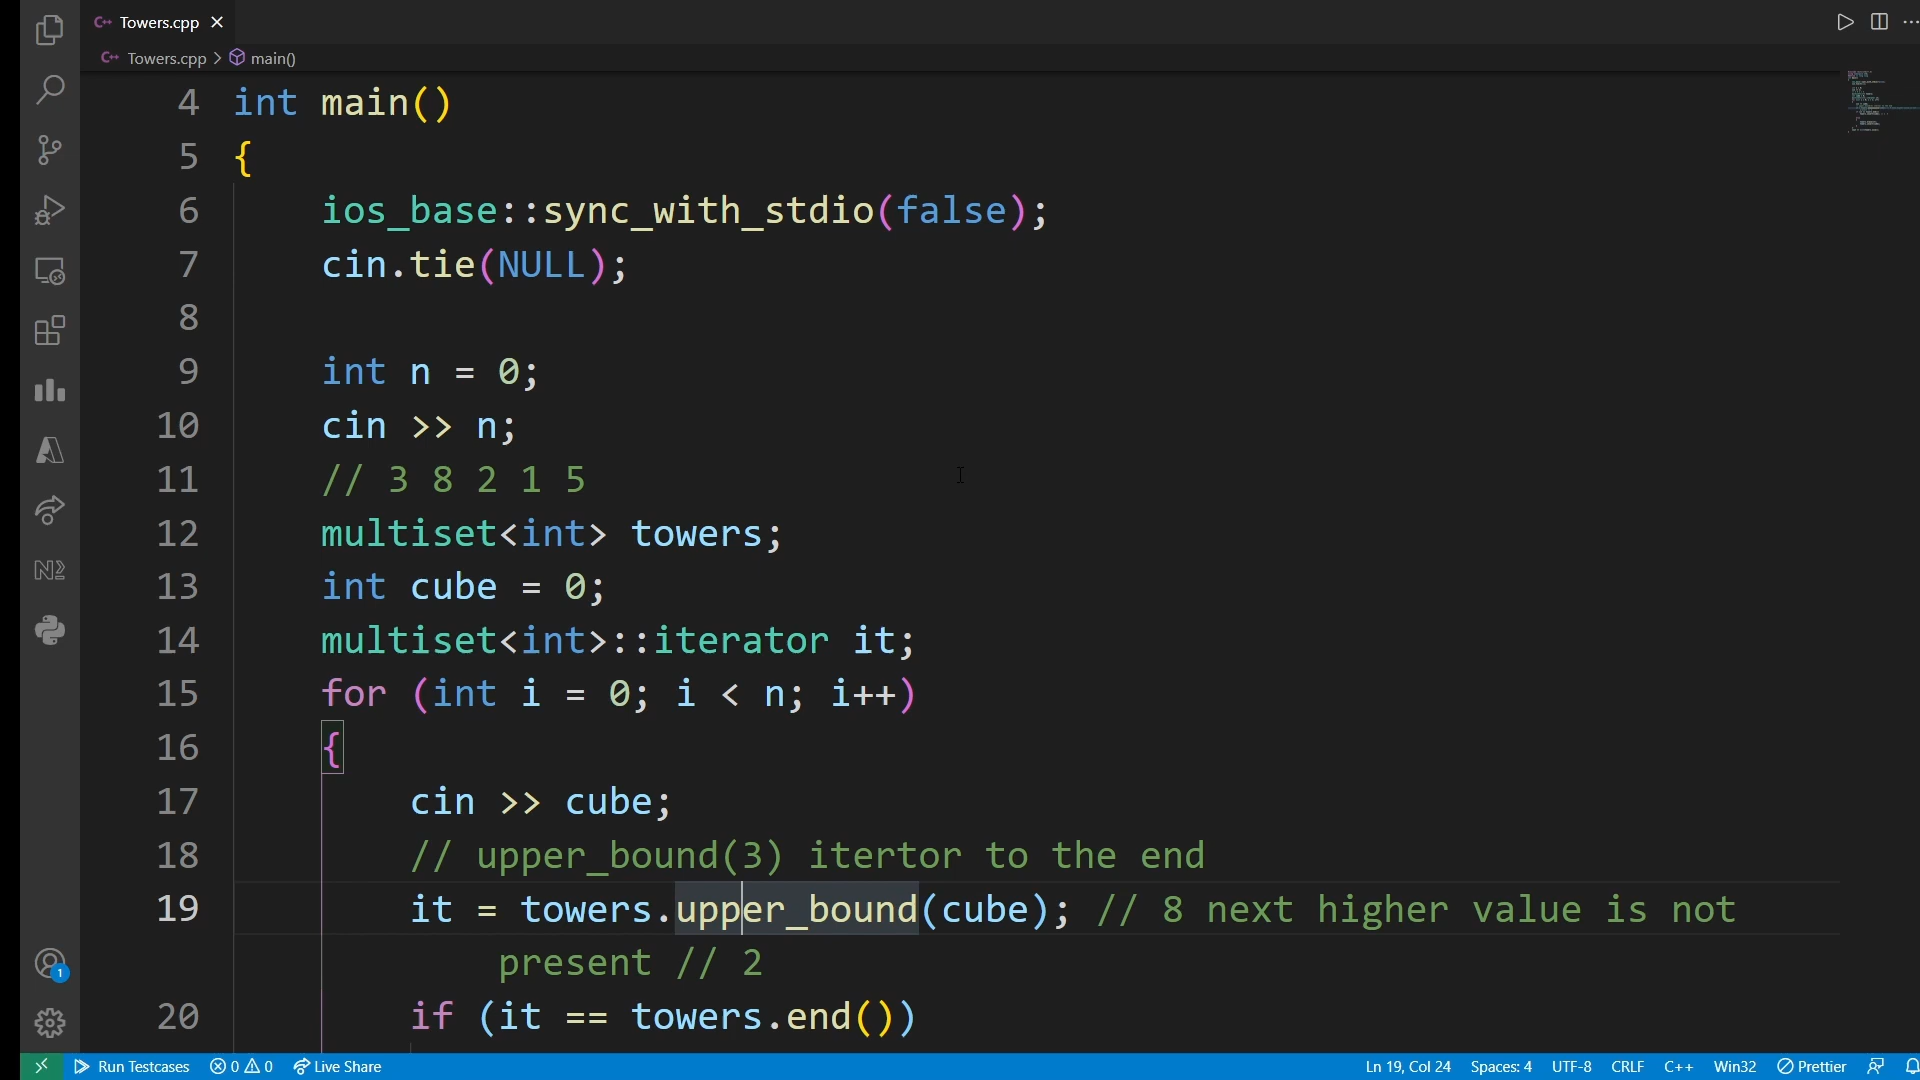 Towers.cpp
Towers.cpp > main()
4 int main()
5 {
6 ios_base::sync_with_stdio(false);
7 cin.tie(NULL);
8
9 int n = 0;
10 cin >> n;
11 // 3 8 2 1 5
12 multiset<int> towers;
13 int cube = 0;
14 multiset<int>::iterator it;
15 for (int i = 0; i < n; i++)
16 {
17 cin >> cube;
18 // upper_bound(3) itertor to the end
19 it = towers.upper_bound(cube); // 8 next higher value is not
present // 2
20 if (it == towers.end())
1
Run Testcases 0 0 Live Share Ln 19, Col 24 Spaces: 4 UTF-8 CRLF C++ Win32 Prettier